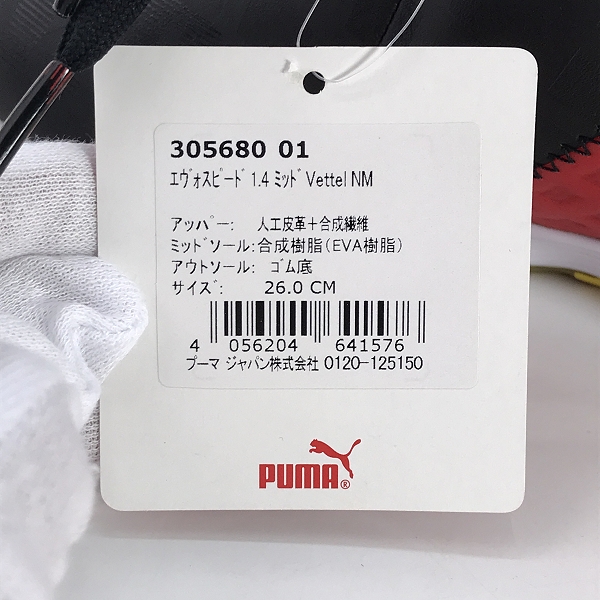 305680 01
エヴォスピード 1.4 ミッド Vettel NM
アッパー: 人工皮革+合成繊維
ミッドソール:合成樹脂(EVA樹脂)
アウトソール: ゴム底
サイズ: 26.0 CM
4 056204 641576
プーマ ジャパン株式会社 0120-125150
PUMA®